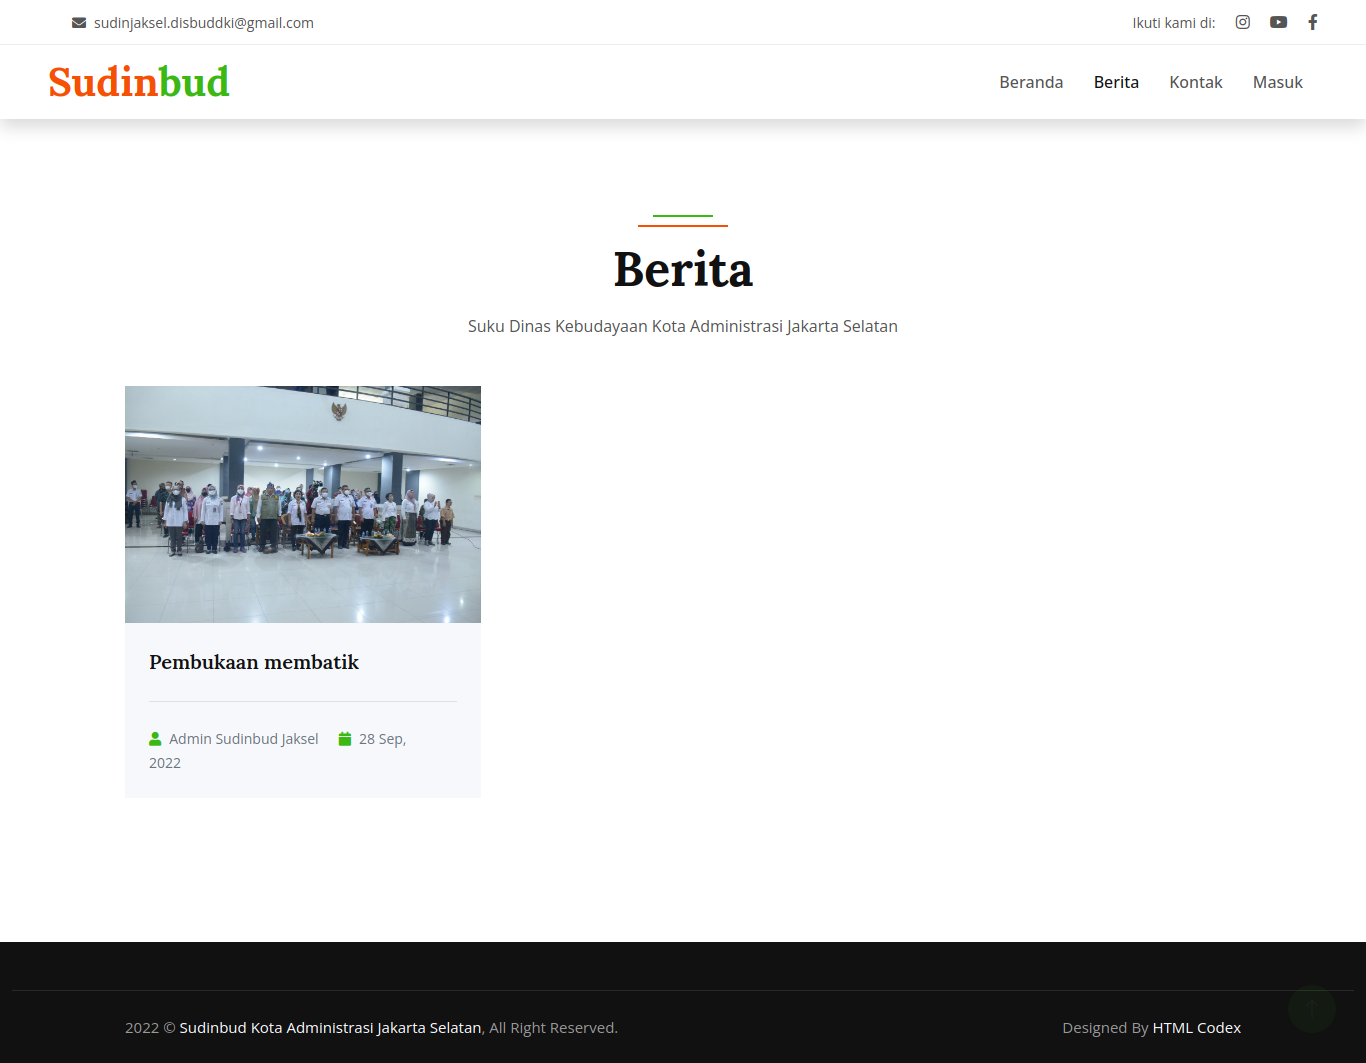 sudinjaksel.disbuddki@gmail.com
Ikuti kami di:
Sudinbud
Beranda
Berita
Kontak
Masuk
Berita
Suku Dinas Kebudayaan Kota Administrasi Jakarta Selatan
Pembukaan membatik
Admin Sudinbud Jaksel 28 Sep,
2022
2022 © Sudinbud Kota Administrasi Jakarta Selatan, All Right Reserved.
Designed By HTML Codex